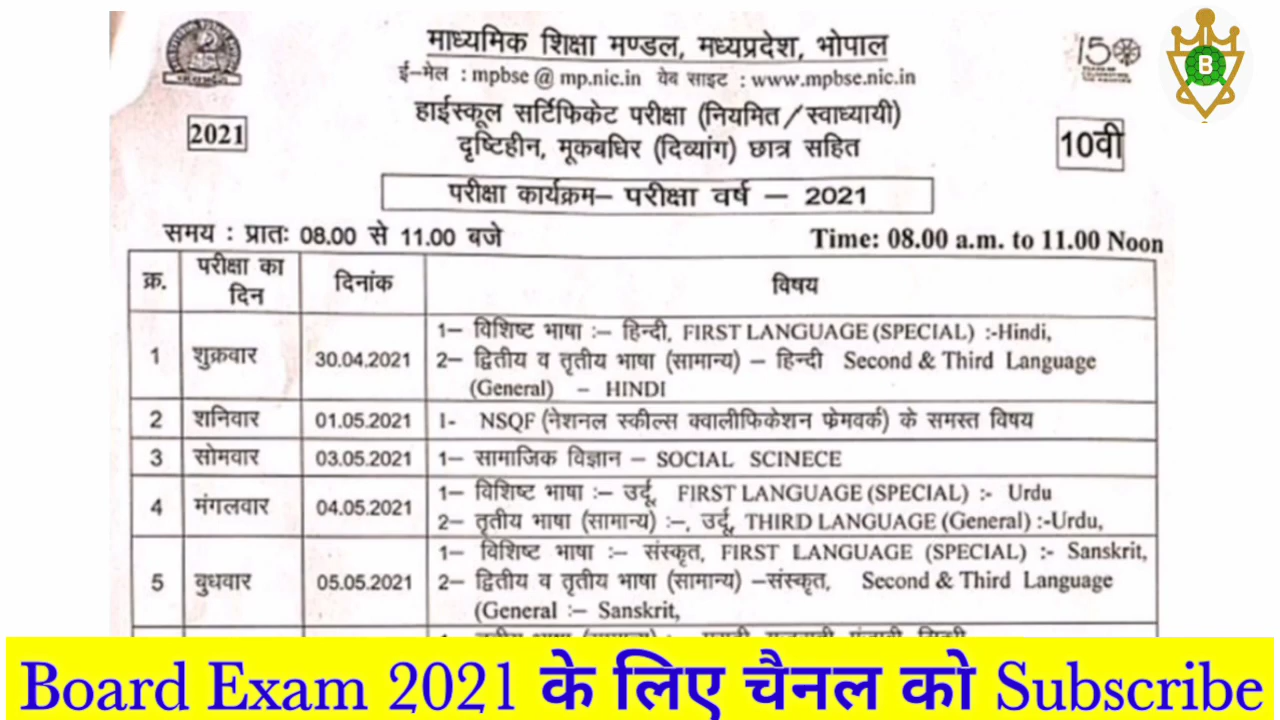 माध्यमिक शिक्षा मण्डल, मध्यप्रदेश, भोपाल
ई–मेल : mpbse @ mp.nic.in वेब साइट : www.mpbse.nic.in
हाईस्कूल सर्टिफिकेट परीक्षा (नियमित / स्वाध्यायी)
दृष्टिहीन, मूकबधिर (दिव्यांग) छात्र सहित
2021
10वी
परीक्षा कार्यक्रम– परीक्षा वर्ष – 2021
समय : प्रातः 08.00 से 11.00 बजे Time: 08.00 a.m. to 11.00 Noon
क्र. परीक्षा का दिन दिनांक विषय
1 शुक्रवार 30.04.2021 1– विशिष्ट भाषा :– हिन्दी, FIRST LANGUAGE (SPECIAL) :-Hindi,
2– द्वितीय व तृतीय भाषा (सामान्य) – हिन्दी Second & Third Language
(General) – HINDI
2 शनिवार 01.05.2021 1- NSQF (नेशनल स्कील्स क्वालीफिकेशन फ्रेमवर्क) के समस्त विषय
3 सोमवार 03.05.2021 1– सामाजिक विज्ञान – SOCIAL SCINECE
4 मंगलवार 04.05.2021 1– विशिष्ट भाषा :– उर्दू, FIRST LANGUAGE (SPECIAL) :- Urdu
2– तृतीय भाषा (सामान्य) :–, उर्दू, THIRD LANGUAGE (General) :-Urdu,
5 बुधवार 05.05.2021 1– विशिष्ट भाषा :– संस्कृत, FIRST LANGUAGE (SPECIAL) :- Sanskrit,
2– द्वितीय व तृतीय भाषा (सामान्य) –संस्कृत, Second & Third Language
(General :– Sanskrit,
Board Exam 2021 के लिए चैनल को Subscribe
B
150